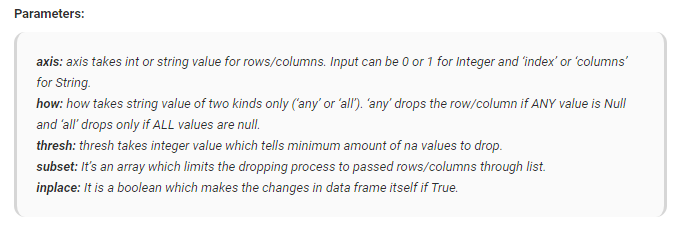 Parameters:
axis: axis takes int or string value for rows/columns. Input can be 0 or 1 for Integer and ‘index’ or ‘columns’
for String.
how: how takes string value of two kinds only (‘any’ or ‘all’). ‘any’ drops the row/column if ANY value is Null
and ‘all’ drops only if ALL values are null.
thresh: thresh takes integer value which tells minimum amount of na values to drop.
subset: It’s an array which limits the dropping process to passed rows/columns through list.
inplace: It is a boolean which makes the changes in data frame itself if True.